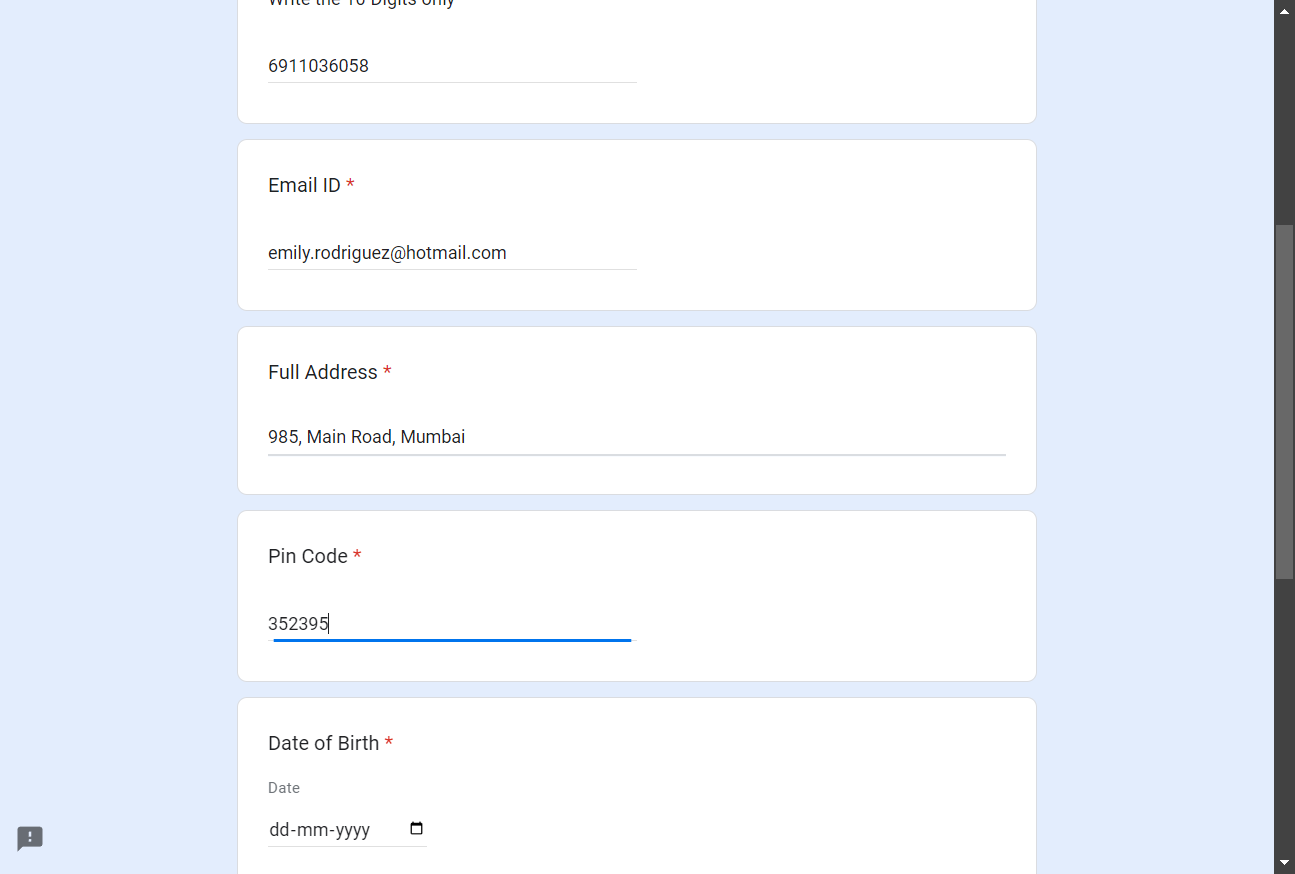 Write the 10 Digits only
6911036058
Email ID *
emily.rodriguez@hotmail.com
Full Address *
985, Main Road, Mumbai
Pin Code *
352395
Date of Birth *
Date
dd-mm-yyyy